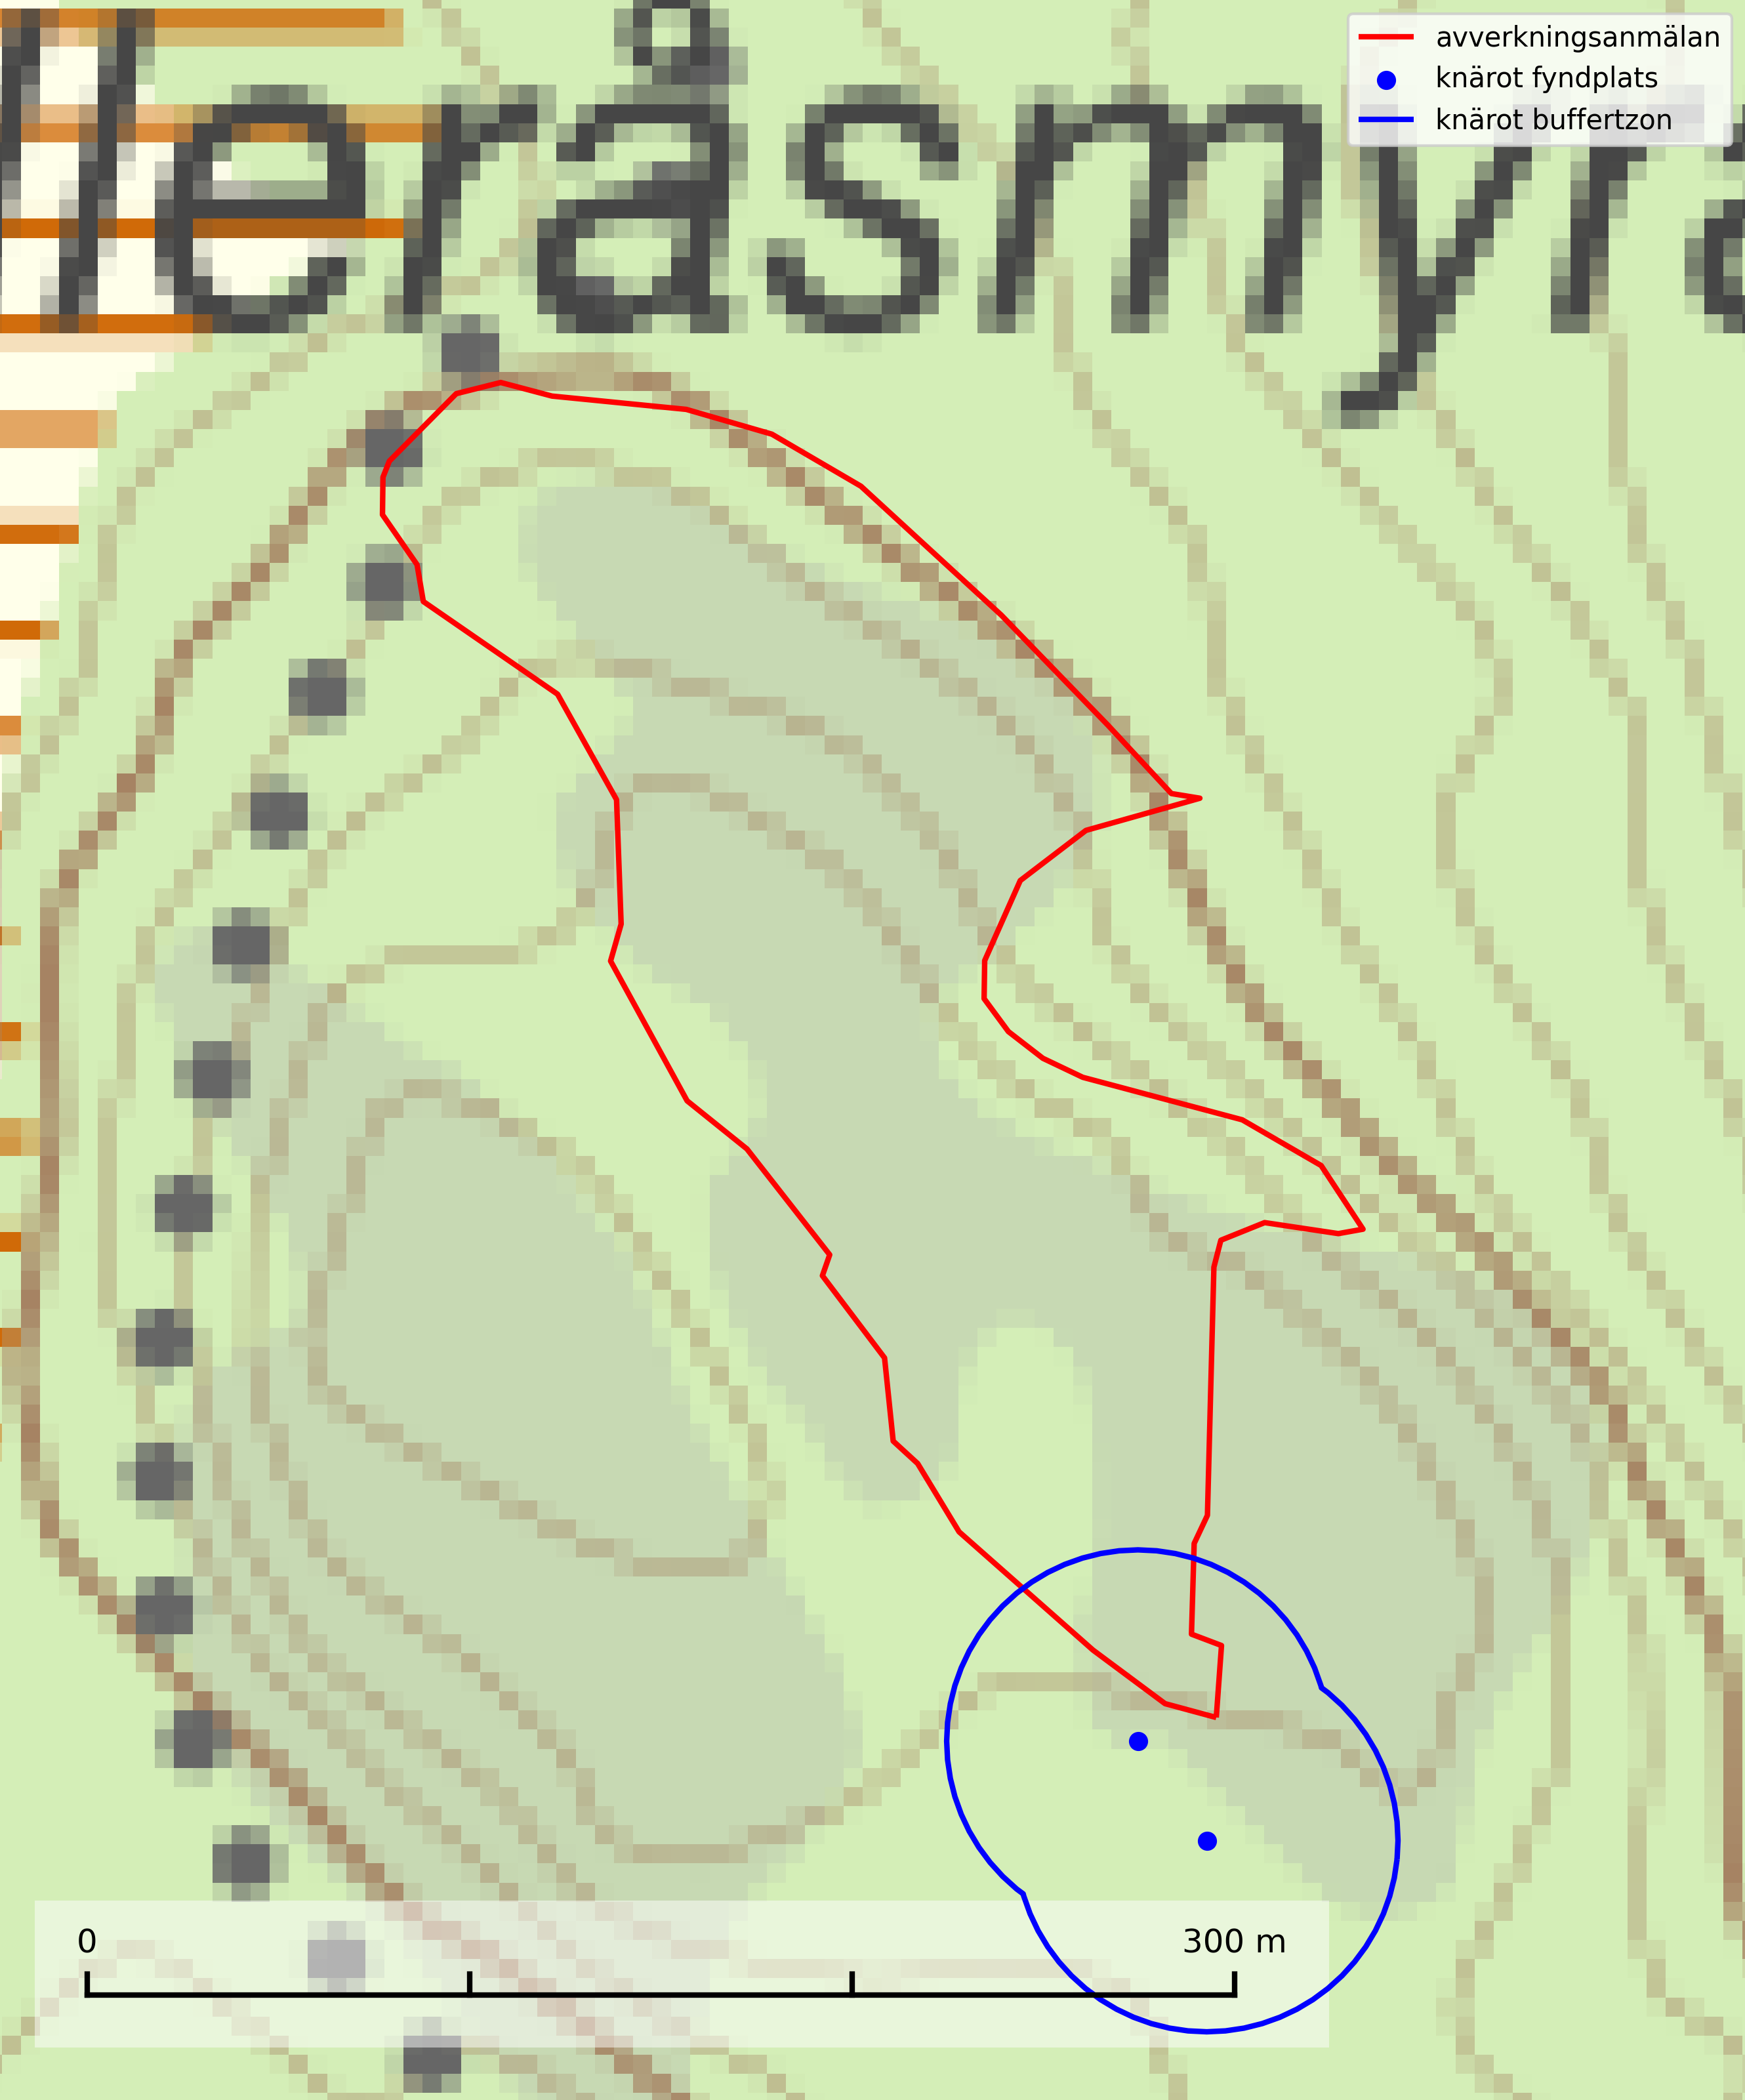 avverkningsanmälan
knärot fyndplats
knärot buffertzon
0
300 m